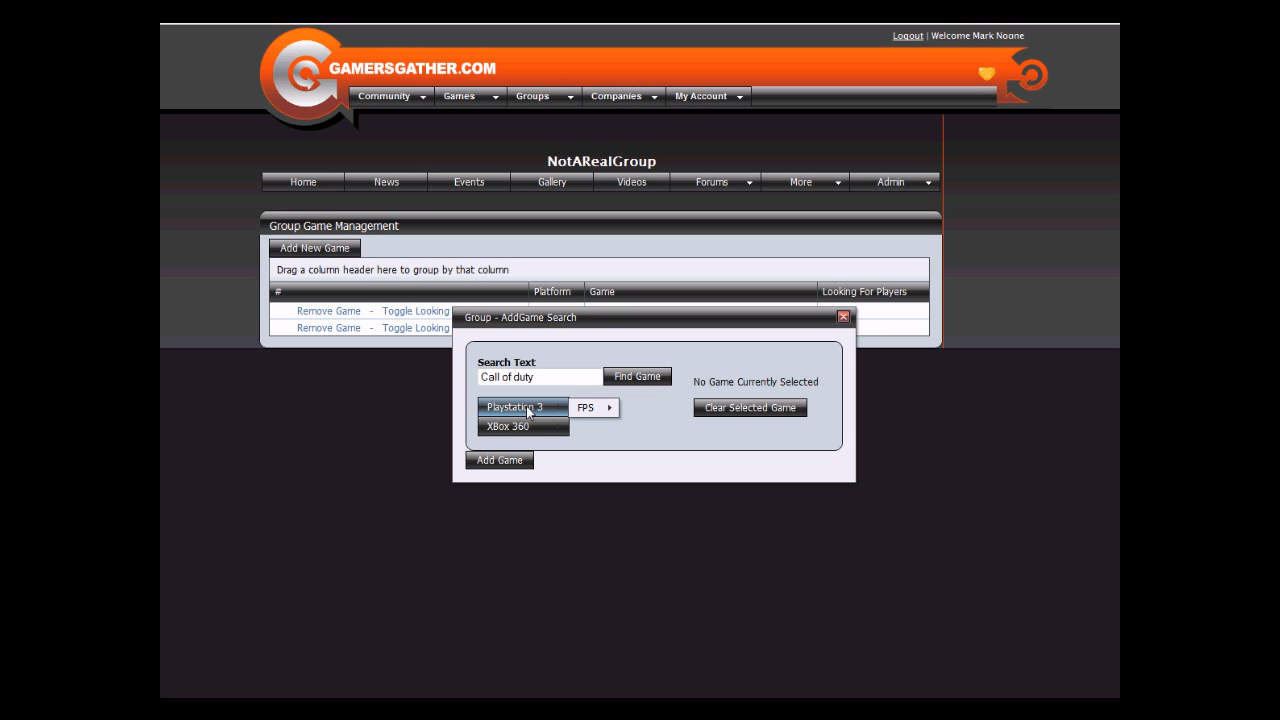 Logout | Welcome Mark Noone
GAMERSGATHER.COM
Community Games Groups Companies My Account
NotARealGroup
Home News Events Gallery Videos Forums More Admin
Group Game Management
Add New Game
Drag a column header here to group by that column
# Platform Game Looking For Players
Remove Game - Toggle Looking
Remove Game - Toggle Looking
Group - AddGame Search
Search Text
Call of duty Find Game
No Game Currently Selected
Playstation 3 FPS
Clear Selected Game
XBox 360
Add Game